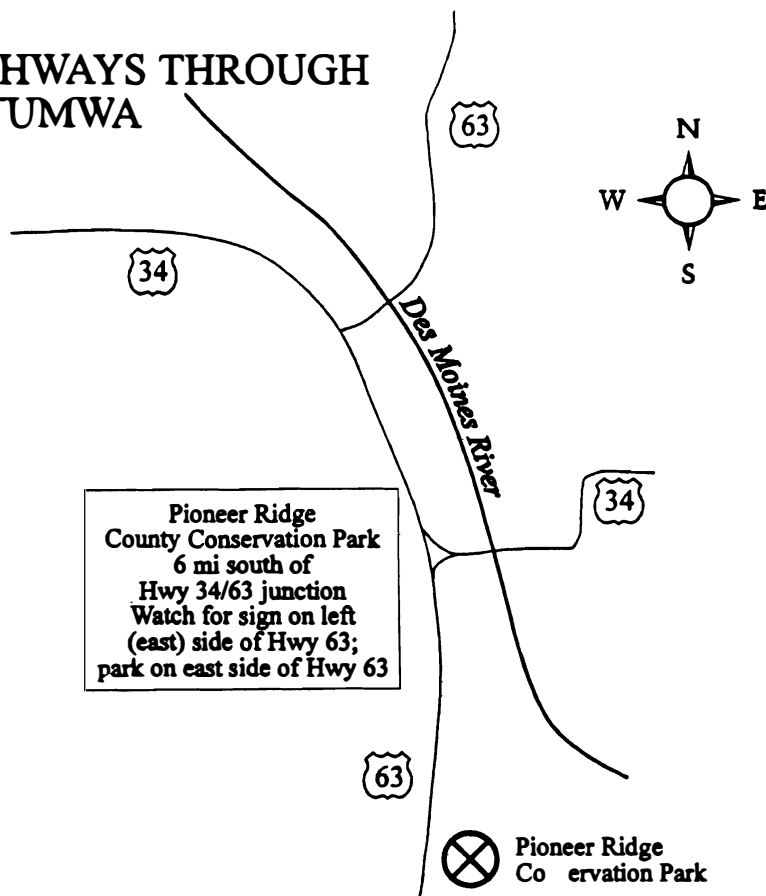 HWAYS THROUGH
TUMWA
63
N
W E
S
34
Des Moines River
34
Pioneer Ridge
County Conservation Park
6 mi south of
Hwy 34/63 junction
Watch for sign on left
(east) side of Hwy 63;
park on east side of Hwy 63
63
Pioneer Ridge
Co ervation Park